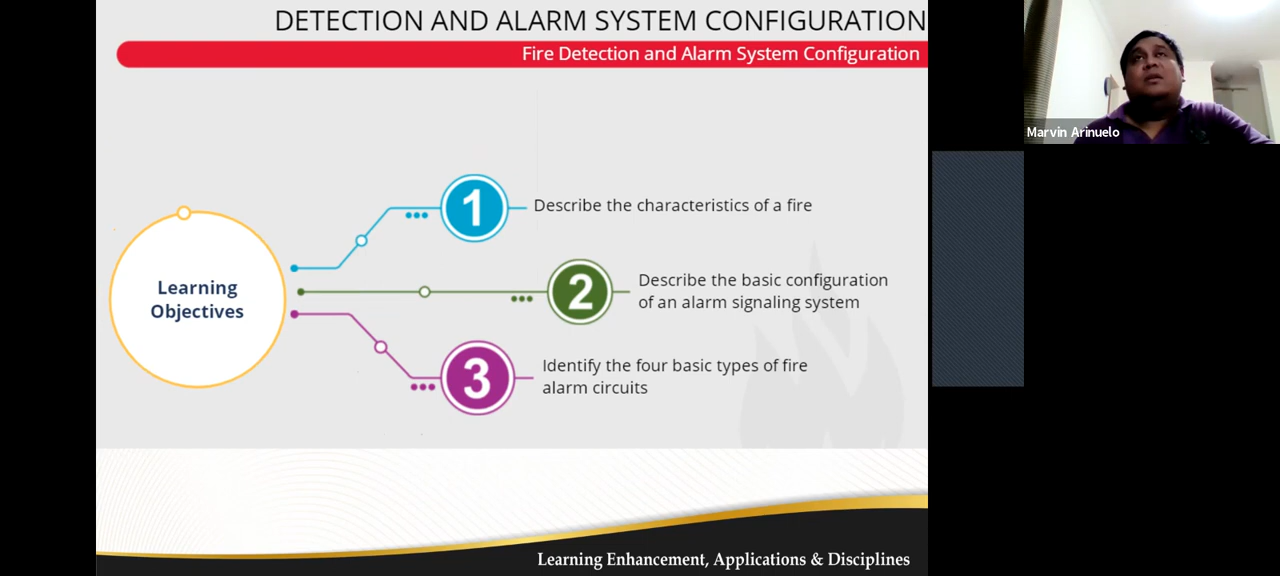 DETECTION AND ALARM SYSTEM CONFIGURATION
Fire Detection and Alarm System Configuration
Marvin Arinuelo
Learning
Objectives
1
Describe the characteristics of a fire
2
Describe the basic configuration
of an alarm signaling system
3
Identify the four basic types of fire
alarm circuits
Learning Enhancement, Applications & Disciplines